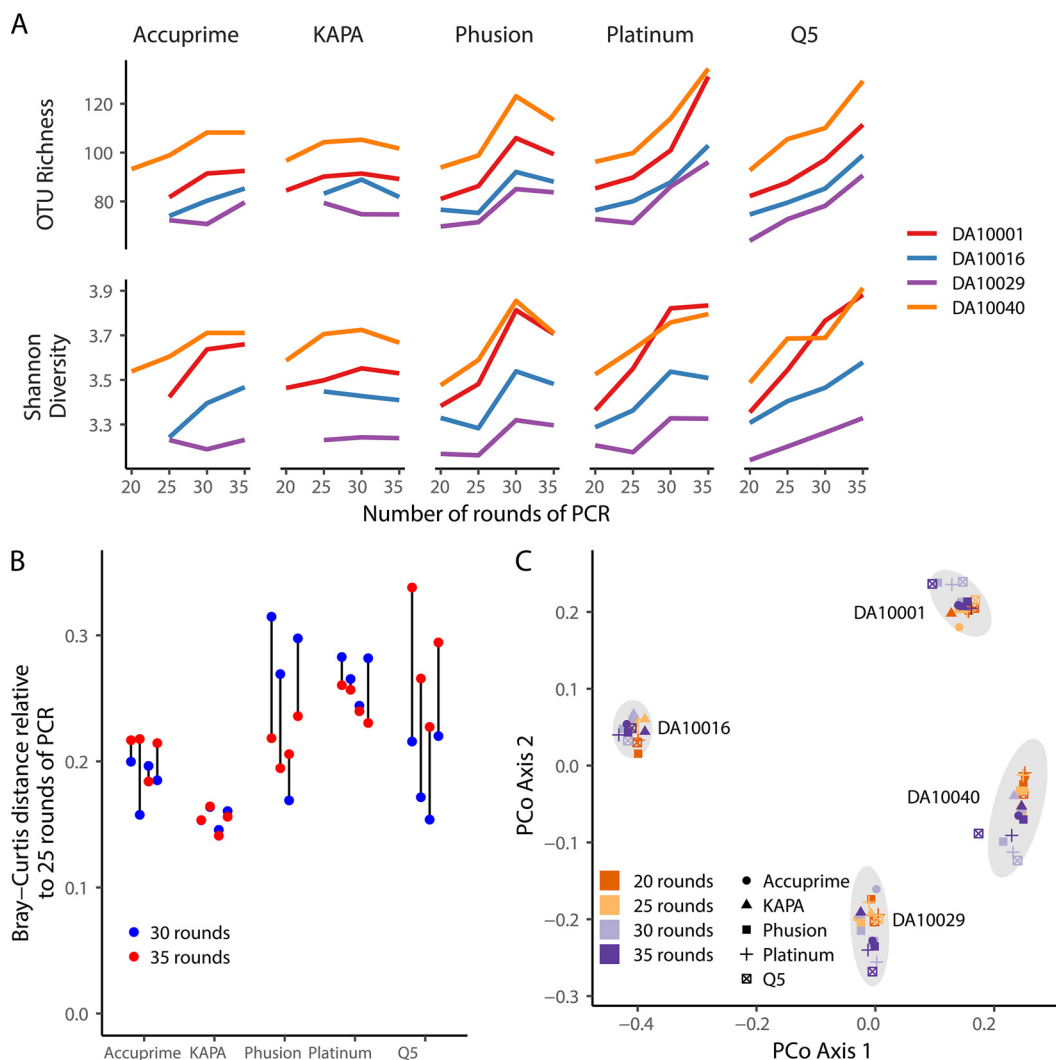 A
Accuprime KAPA Phusion Platinum Q5
OTU Richness
120
100
80
DA10001
DA10016
DA10029
DA10040
Shannon
Diversity
3.9
3.7
3.5
3.3
20 25 30 35 20 25 30 35 20 25 30 35 20 25 30 35 20 25 30 35
Number of rounds of PCR
B
Bray−Curtis distance relative
to 25 rounds of PCR
0.3
0.2
0.1
0.0
30 rounds
35 rounds
Accuprime KAPA Phusion Platinum Q5
C
PCo Axis 2
0.2
0.1
0.0
−0.1
−0.2
−0.3
DA10001
DA10016
DA10040
DA10029
20 rounds
25 rounds
30 rounds
35 rounds
Accuprime
KAPA
Phusion
Platinum
Q5
−0.4 −0.2 0.0 0.2
PCo Axis 1